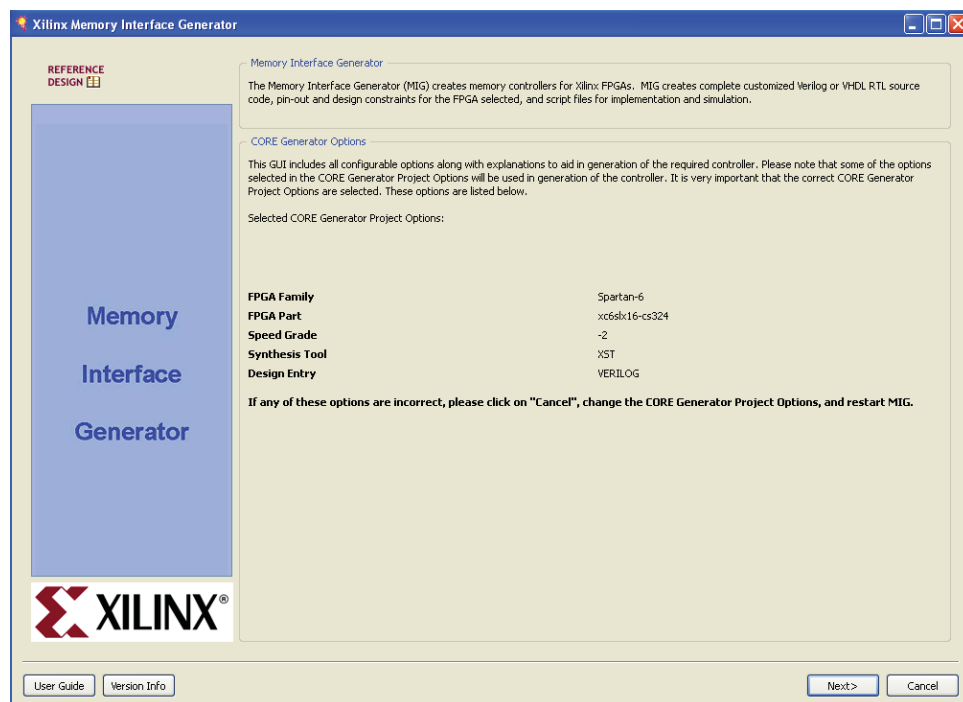 Xilinx Memory Interface Generator
REFERENCE
DESIGN
Memory Interface Generator
The Memory Interface Generator (MIG) creates memory controllers for Xilinx FPGAs. MIG creates complete customized Verilog or VHDL RTL source
code, pin-out and design constraints for the FPGA selected, and script files for implementation and simulation.
CORE Generator Options
This GUI includes all configurable options along with explanations to aid in generation of the required controller. Please note that some of the options
selected in the CORE Generator Project Options will be used in generation of the controller. It is very important that the correct CORE Generator
Project Options are selected. These options are listed below.
Selected CORE Generator Project Options:
FPGA Family Spartan-6
FPGA Part xc6slx16-cs324
Speed Grade -2
Synthesis Tool XST
Design Entry VERILOG
If any of these options are incorrect, please click on "Cancel", change the CORE Generator Project Options, and restart MIG.
Memory
Interface
Generator
XILINX®
User Guide Version Info Next> Cancel